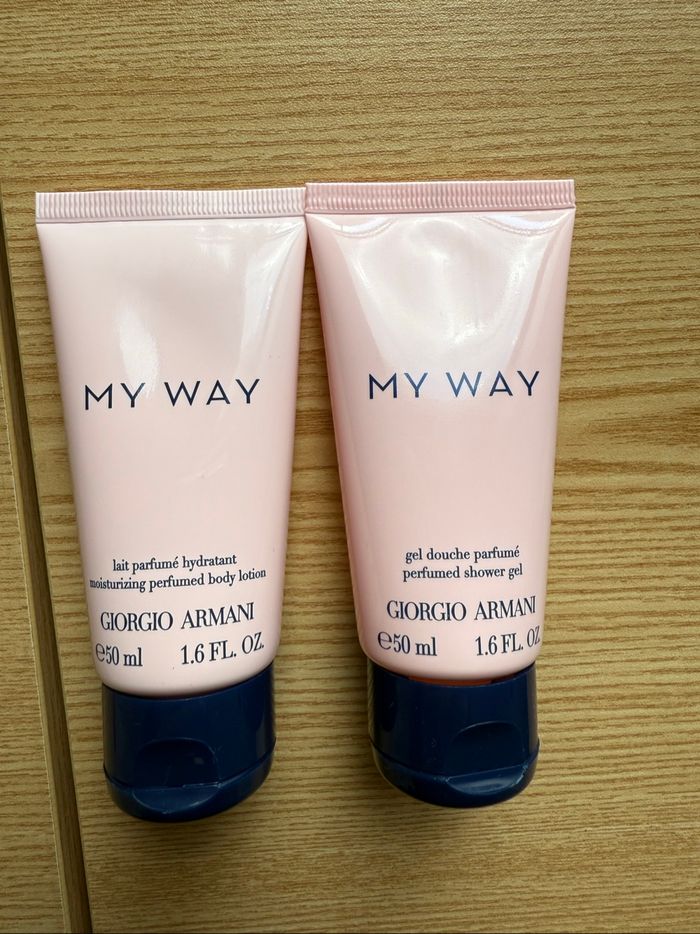 MY WAY
lait parfumé hydratant
moisturizing perfumed body lotion
GIORGIO ARMANI
℮50 ml 1.6 FL. OZ.
MY WAY
gel douche parfumé
perfumed shower gel
GIORGIO ARMANI
℮50 ml 1.6 FL. OZ.